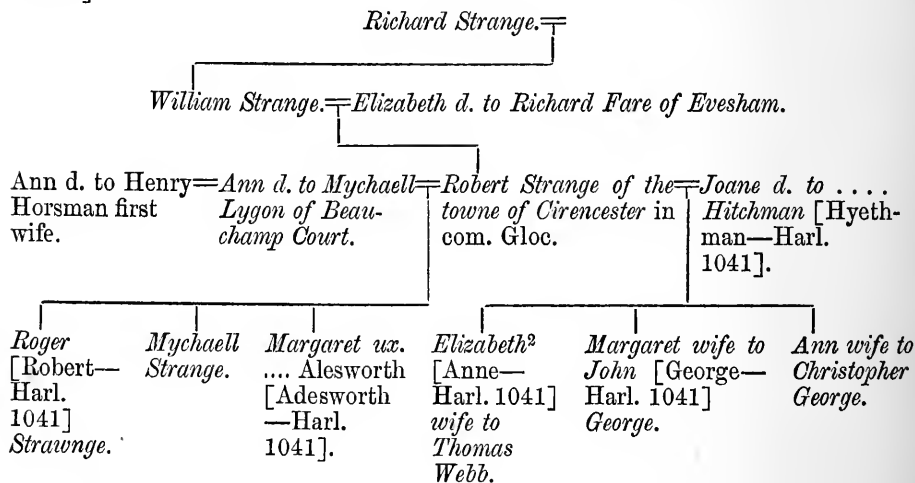 Richard Strange.
William Strange.=Elizabeth d. to Richard Fare of Evesham.
Ann d. to Henry=
Horsman first
wife.
Ann d. to Mychaell=
Lygon of Beau-
champ Court.
Robert Strange of the=
towne of Cirencester in
com. Gloc.
Joane d. to ....
Hitchman [Hyeth-
man—Harl.
1041].
Roger
[Robert—
Harl.
1041]
Strawnge.
Mychaell
Strange.
Margaret ux.
.... Alesworth
[Adesworth
—Harl.
1041].
Elizabeth²
[Anne—
Harl. 1041]
wife to
Thomas
Webb.
Margaret wife to
John [George—
Harl. 1041]
George.
Ann wife to
Christopher
George.